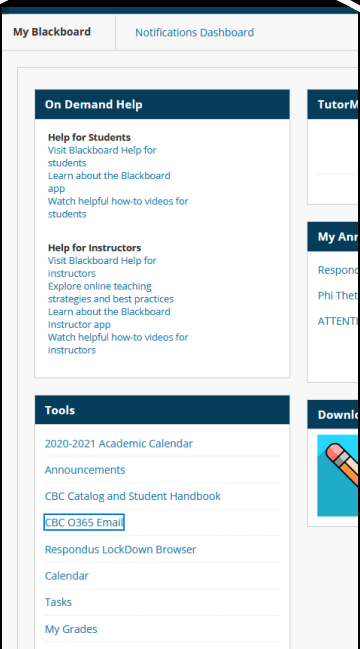 My Blackboard
Notifications Dashboard
On Demand Help
Help for Students
Visit Blackboard Help for
students
Learn about the Blackboard
app
Watch helpful how-to videos for
students
Help for Instructors
Visit Blackboard Help for
instructors
Explore online teaching
strategies and best practices
Learn about the Blackboard
Instructor app
Watch helpful how-to videos for
instructors
Tools
2020-2021 Academic Calendar
Announcements
CBC Catalog and Student Handbook
CBC O365 Email
Respondus LockDown Browser
Calendar
Tasks
My Grades
TutorM
My Ann
Respond
Phi Thet
ATTENTI
Downlo